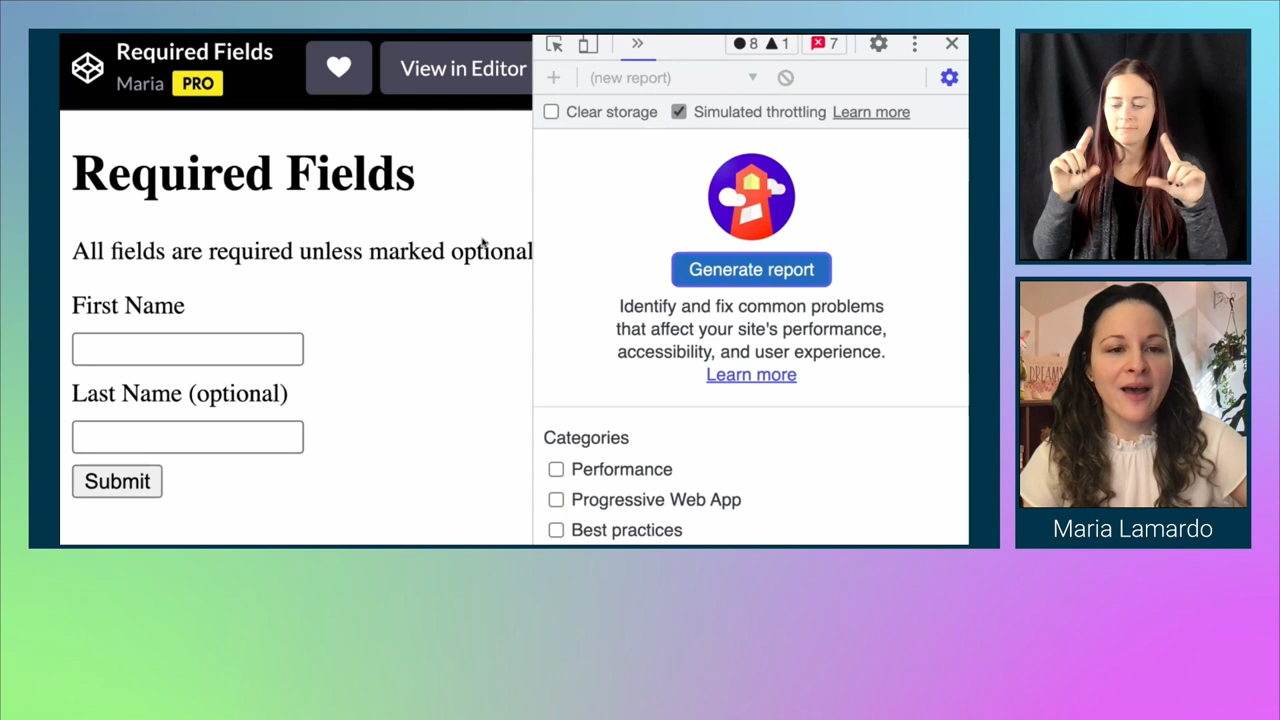 Required Fields
Maria PRO
View in Editor
Required Fields
All fields are required unless marked optional
First Name
Last Name (optional)
Submit
8 1 7
(new report)
Clear storage Simulated throttling Learn more
Generate report
Identify and fix common problems
that affect your site's performance,
accessibility, and user experience.
Learn more
Categories
Performance
Progressive Web App
Best practices
DREAMS
Maria Lamardo